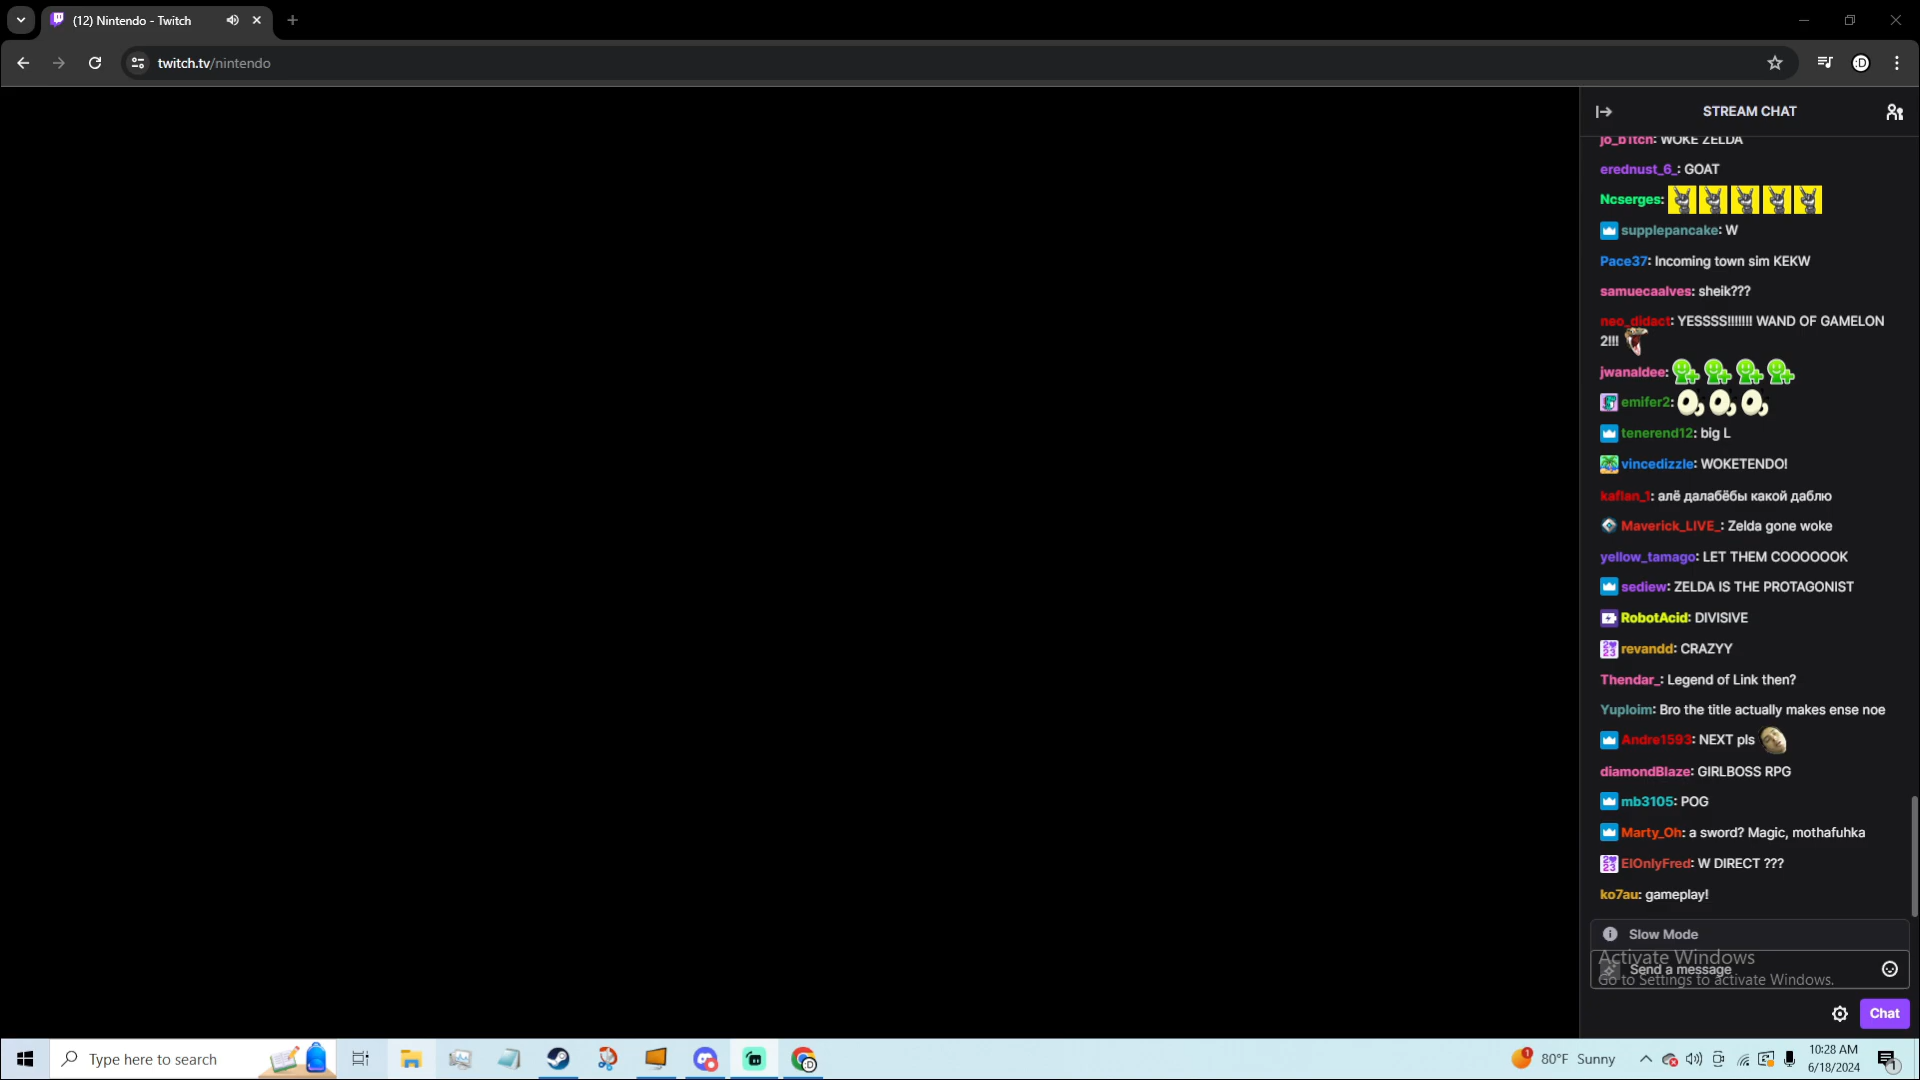 (12) Nintendo - Twitch
twitch.tv/nintendo
STREAM CHAT
jo_b1tch: WOKE ZELDA
erednust_6_: GOAT
Ncserges:
supplepancake: W
Pace37: Incoming town sim KEKW
samuecaalves: sheik???
neo_didact: YESSSS!!!!!!! WAND OF GAMELON
2!!!
jwanaldee:
emifer2:
tenerend12: big L
vincedizzle: WOKETENDO!
kaflan_1: алё далабёбы какой даблю
Maverick_LIVE_: Zelda gone woke
yellow_tamago: LET THEM COOOOOOK
sediew: ZELDA IS THE PROTAGONIST
RobotAcid: DIVISIVE
revandd: CRAZYY
Thendar_: Legend of Link then?
Yuploim: Bro the title actually makes ense noe
Andre1593: NEXT pls
diamondBlaze: GIRLBOSS RPG
mb3105: POG
Marty_Oh: a sword? Magic, mothafuhka
ElOnlyFred: W DIRECT ???
ko7au: gameplay!
Slow Mode
Activate Windows
Send a message
Go to Settings to activate Windows.
Chat
Type here to search
1
80°F Sunny
10:28 AM
6/18/2024
1